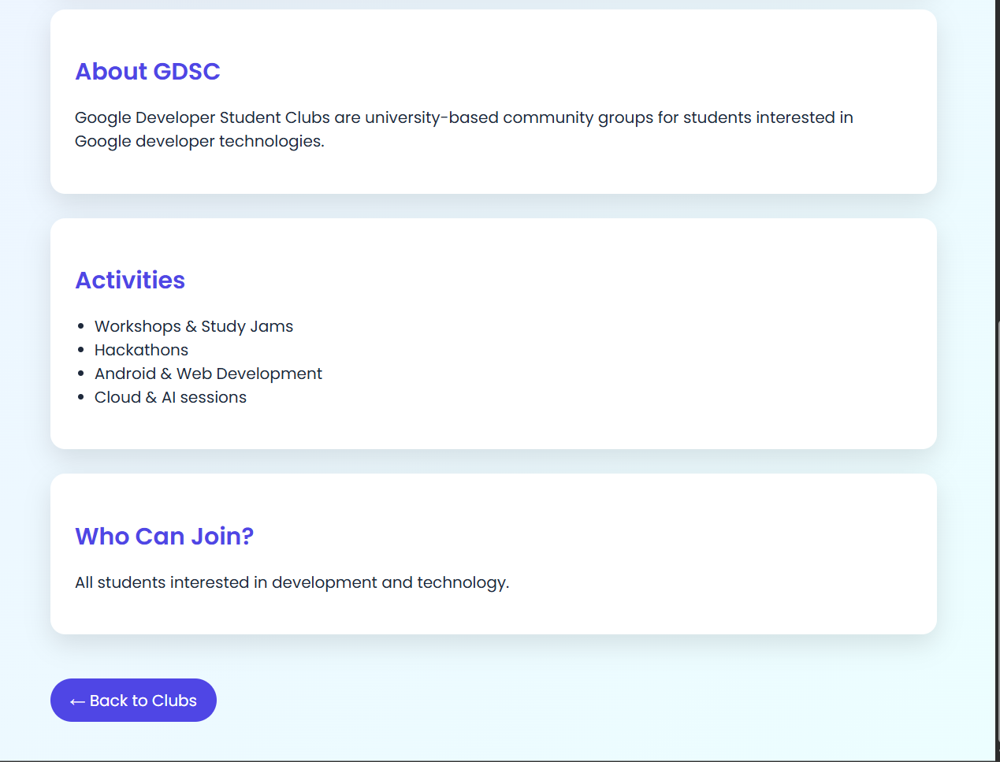 About GDSC
Google Developer Student Clubs are university-based community groups for students interested in
Google developer technologies.
Activities
• Workshops & Study Jams
• Hackathons
• Android & Web Development
• Cloud & AI sessions
Who Can Join?
All students interested in development and technology.
← Back to Clubs